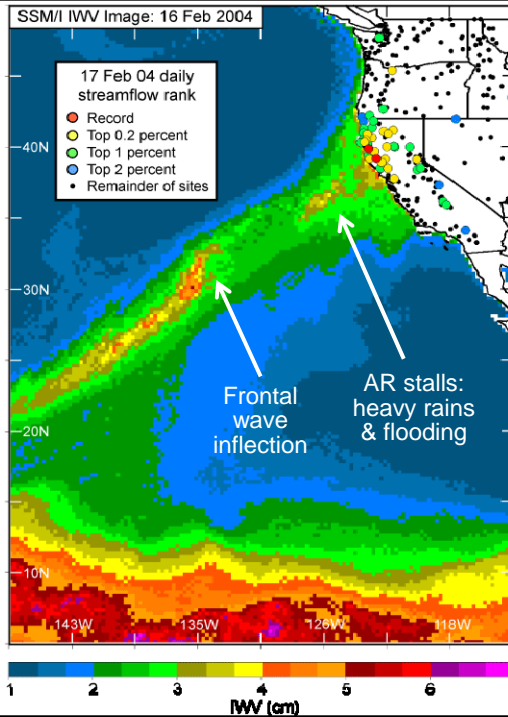 SSM/I IWV Image: 16 Feb 2004
17 Feb 04 daily
streamflow rank
Record
Top 0.2 percent
Top 1 percent
Top 2 percent
Remainder of sites
40N
30N
20N
10N
Frontal
wave
inflection
AR stalls:
heavy rains
& flooding
143W 135W 126W 118W
1 2 3 4 5 6
IWV (cm)